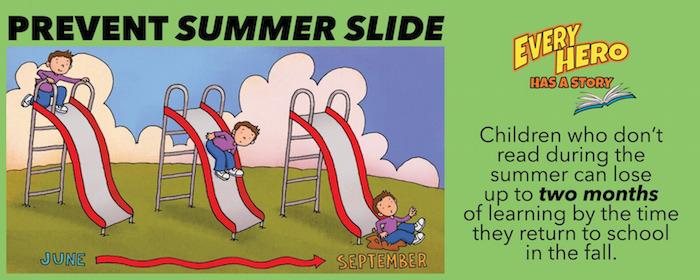 PREVENT SUMMER SLIDE
JUNE
SEPTEMBER
EVERY
HERO
HAS A STORY
Children who don't
read during the
summer can lose
up to two months
of learning by the time
they return to school
in the fall.